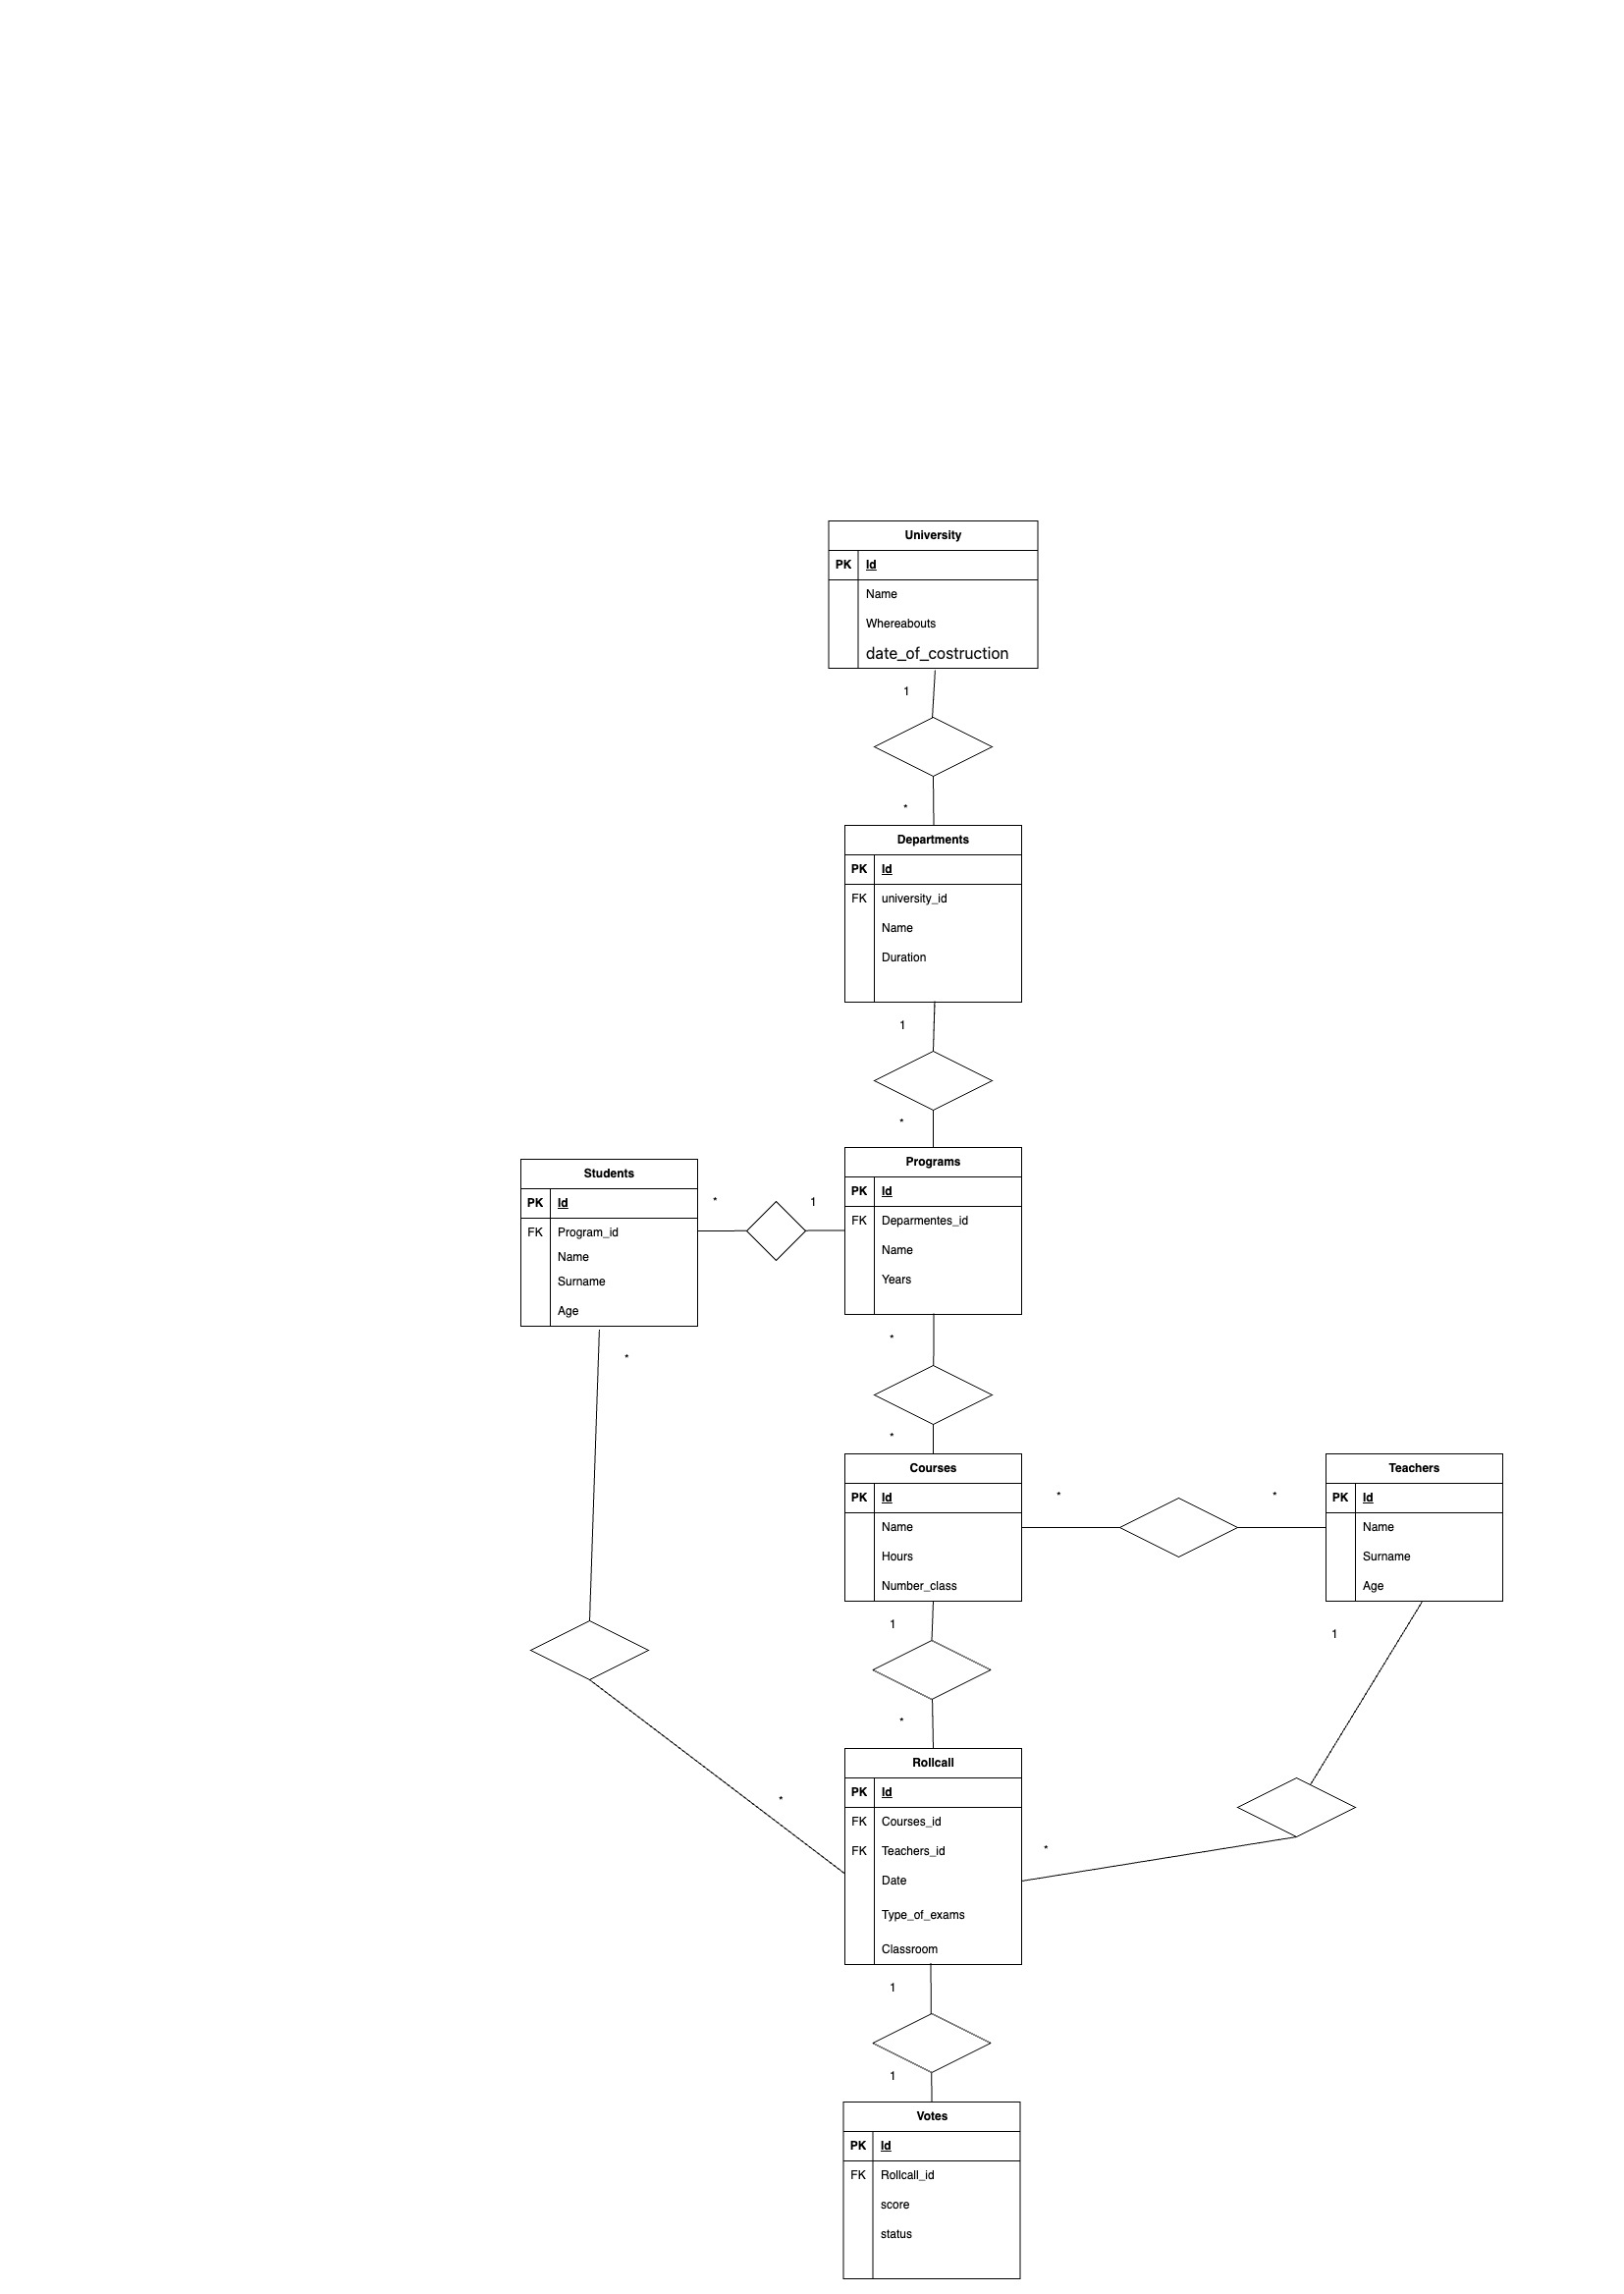 University
PK Id
Name
Whereabouts
date_of_costruction
1
*
Departments
PK Id
FK university_id
Name
Duration
1
*
Programs
PK Id
FK Deparmentes_id
Name
Years
Students
PK Id
FK Program_id
Name
Surname
Age
* 1
*
*
*
Courses
PK Id
Name
Hours
Number_class
* *
Teachers
PK Id
Name
Surname
Age
1
1
*
Rollcall
PK Id
FK Courses_id
FK Teachers_id
Date
Type_of_exams
Classroom
*
*
1
1
Votes
PK Id
FK Rollcall_id
score
status